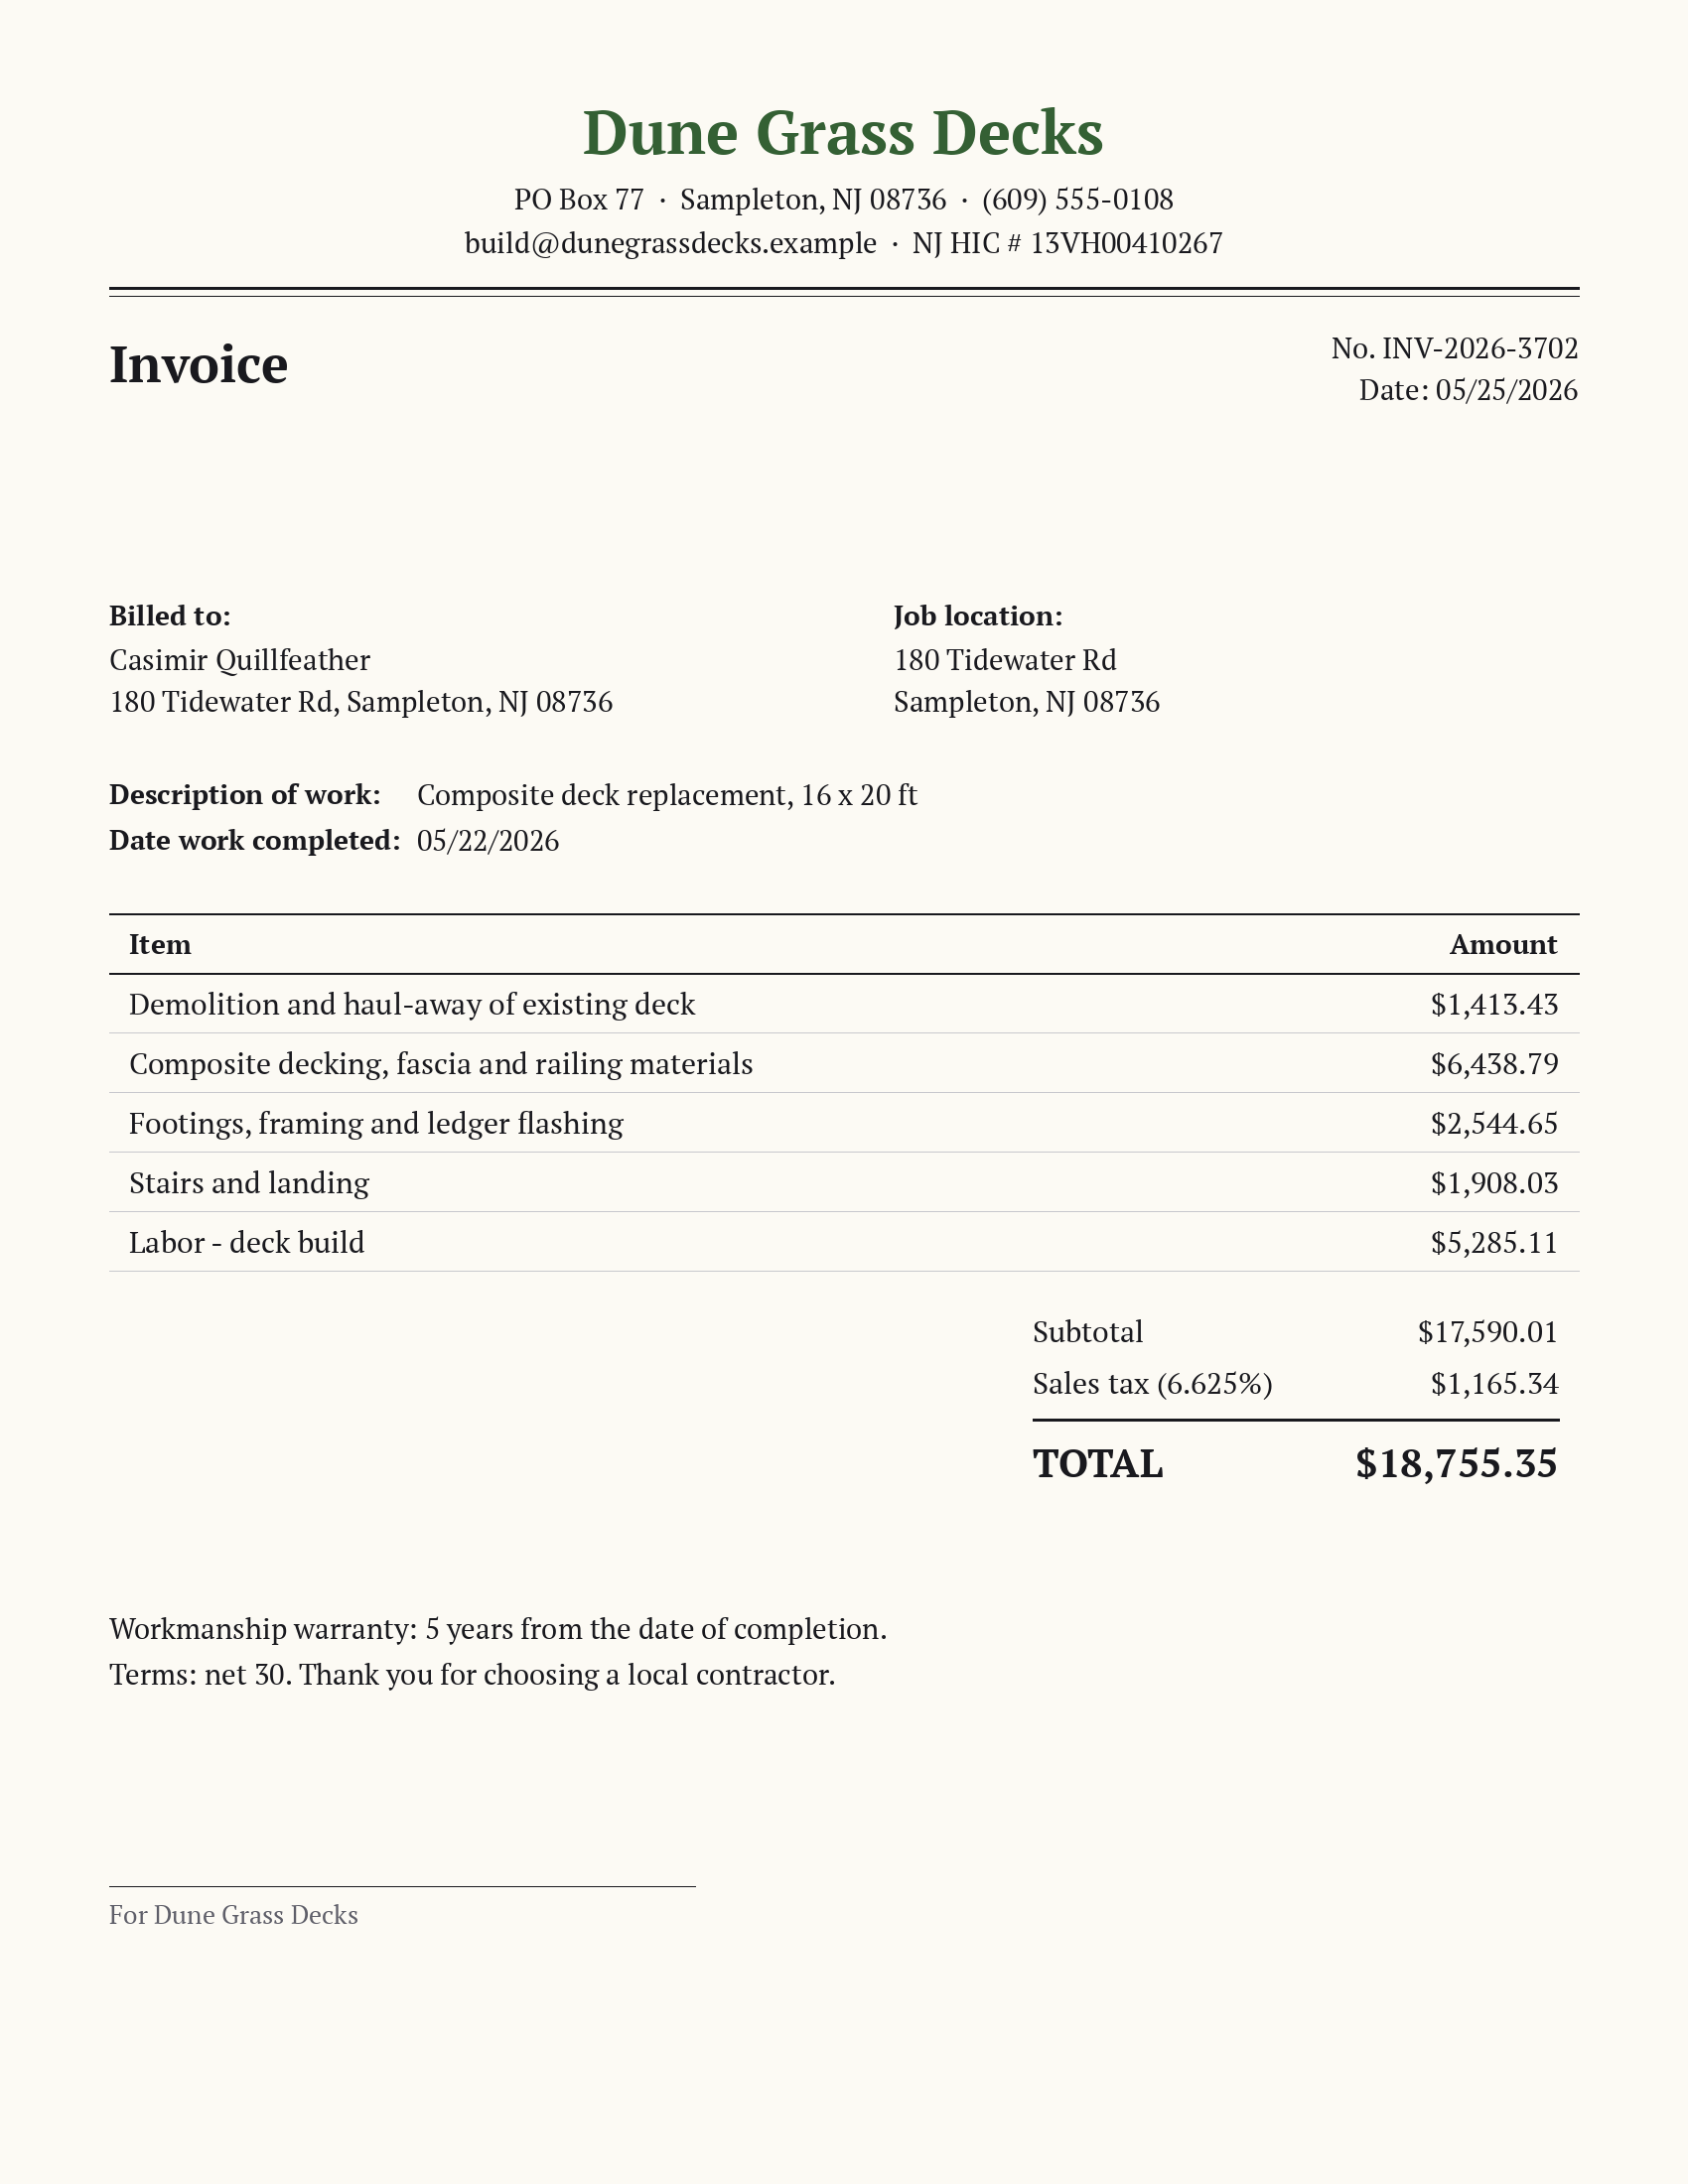 Dune Grass Decks
PO Box 77 · Sampleton, NJ 08736 · (609) 555-0108
build@dunegrassdecks.example · NJ HIC # 13VH00410267
Invoice
No. INV-2026-3702
Date: 05/25/2026
Billed to:
Casimir Quillfeather
180 Tidewater Rd, Sampleton, NJ 08736
Job location:
180 Tidewater Rd
Sampleton, NJ 08736
Description of work: Composite deck replacement, 16 x 20 ft
Date work completed: 05/22/2026
Item Amount
Demolition and haul-away of existing deck $1,413.43
Composite decking, fascia and railing materials $6,438.79
Footings, framing and ledger flashing $2,544.65
Stairs and landing $1,908.03
Labor - deck build $5,285.11
Subtotal $17,590.01
Sales tax (6.625%) $1,165.34
TOTAL $18,755.35
Workmanship warranty: 5 years from the date of completion.
Terms: net 30. Thank you for choosing a local contractor.
For Dune Grass Decks